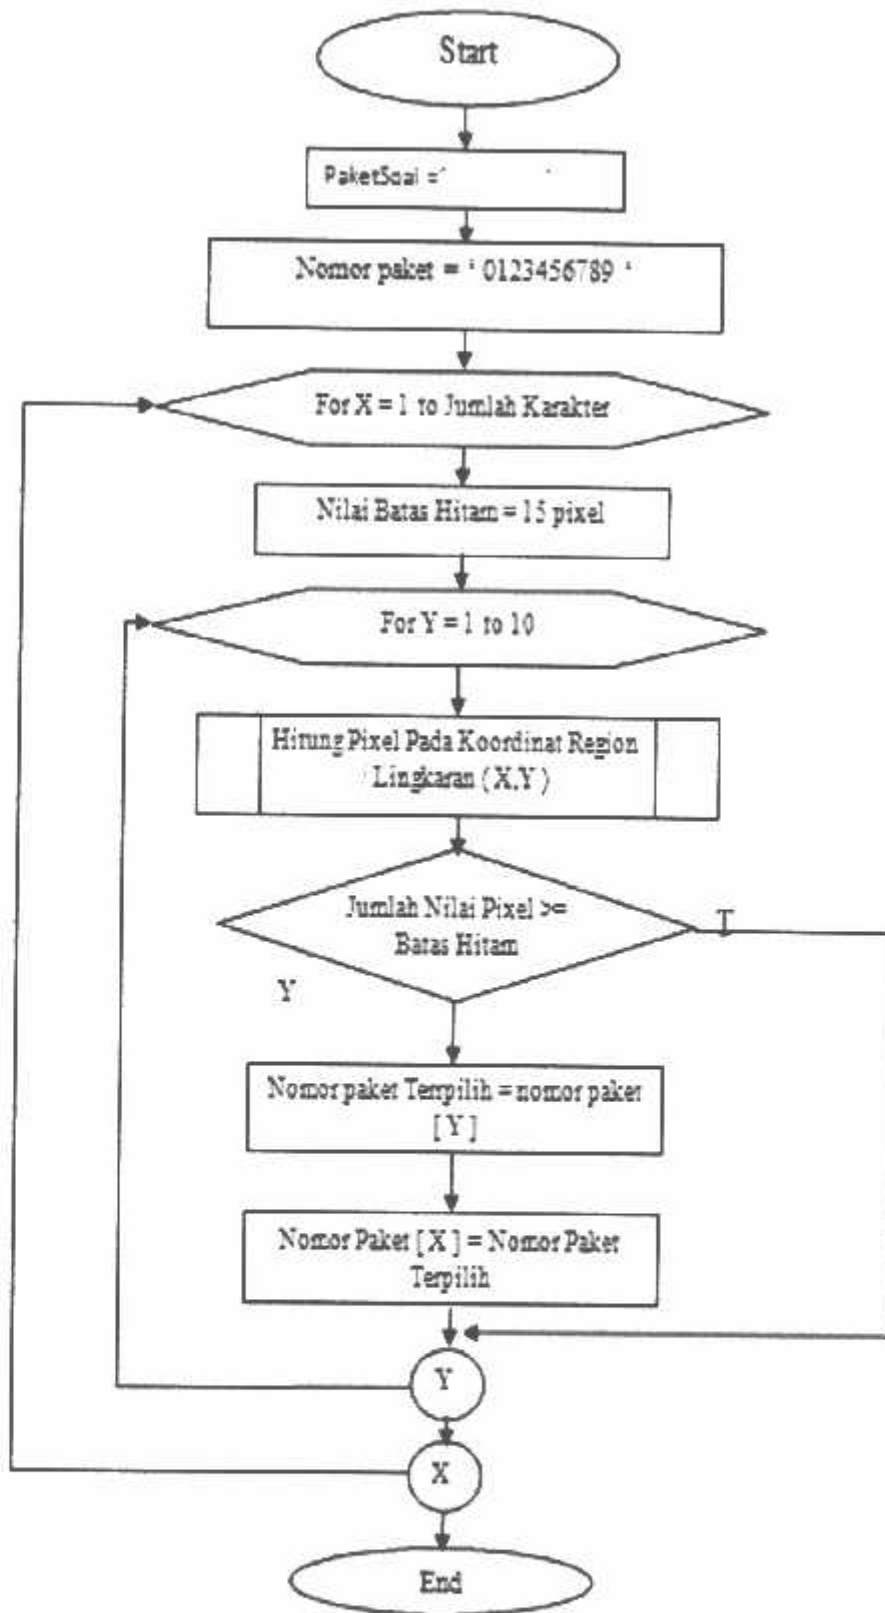 Start
PaketSoal = ' '
Nomor paket = ' 0123456789 '
For X = 1 to Jumlah Karakter
Nilai Batas Hitam = 15 pixel
For Y = 1 to 10
Hitung Pixel Pada Koordinat Region
Lingkaran ( X,Y )
Jumlah Nilai Pixel >=
Batas Hitam
T
Y
Nomor paket Terpilih = nomor paket
[ Y ]
Nomor Paket [ X ] = Nomor Paket
Terpilih
Y
X
End